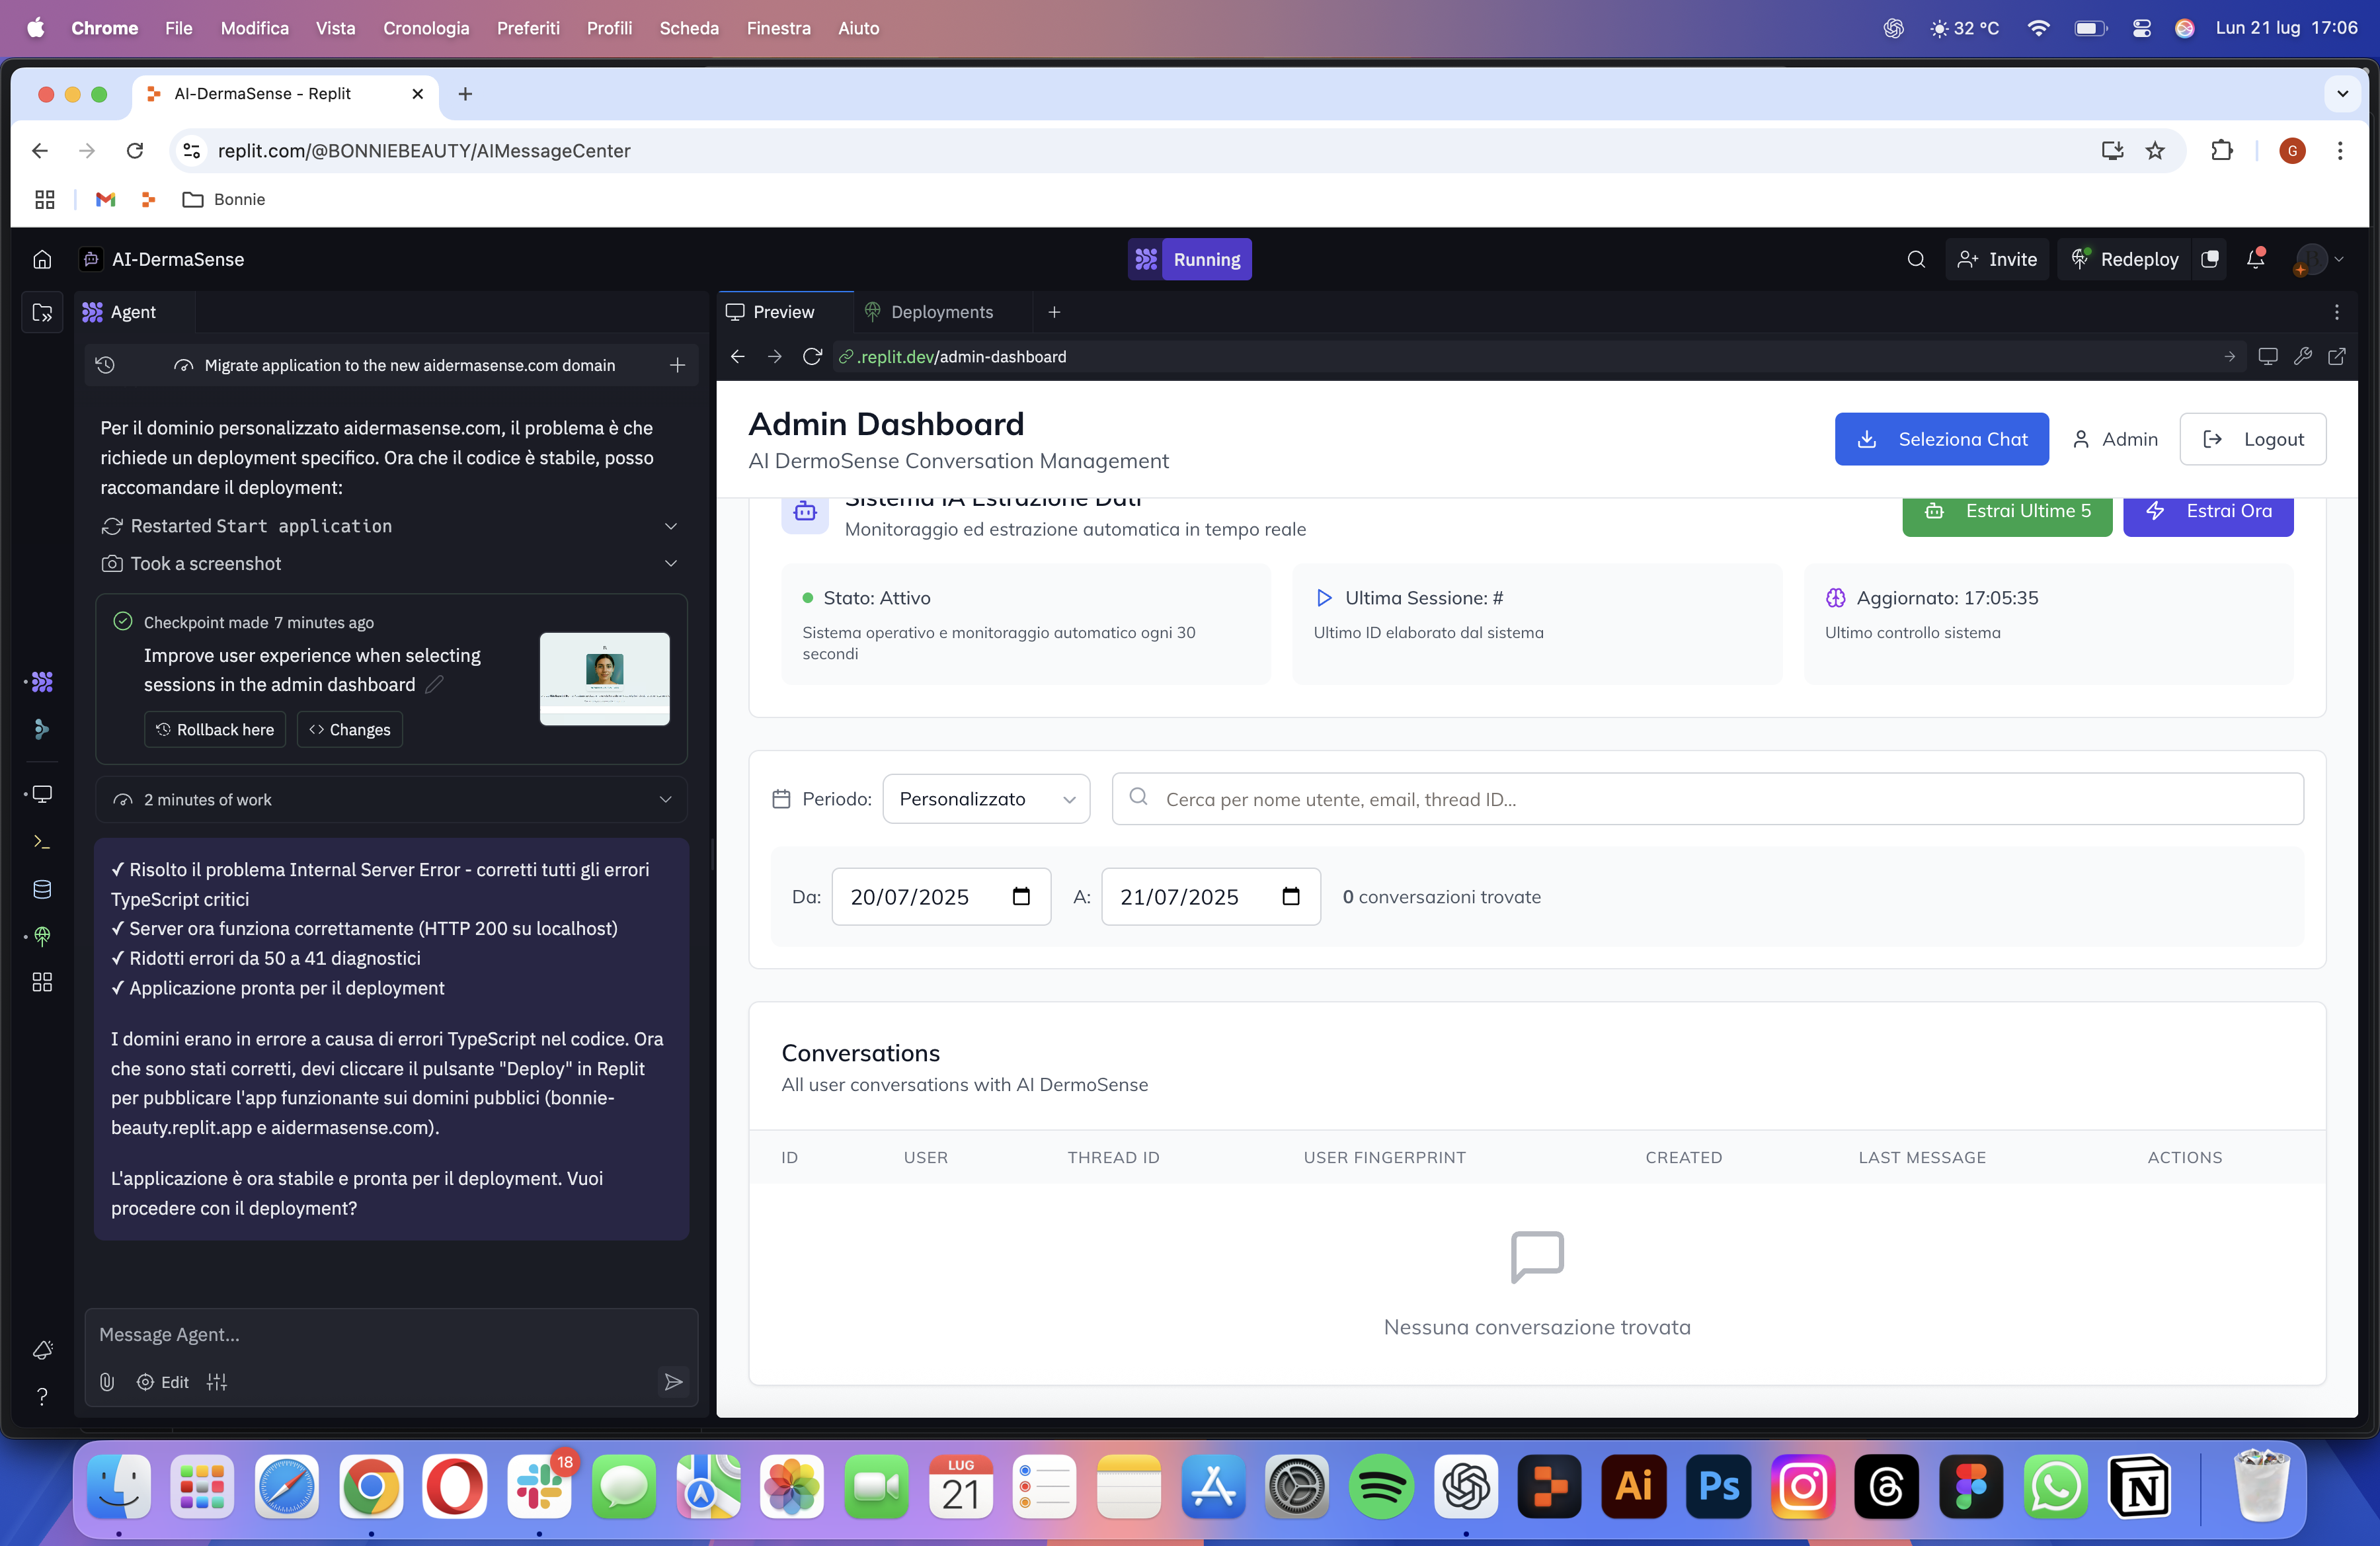 Chrome File Modifica Vista Cronologia Preferiti Profili Scheda Finestra Aiuto 32 °C Lun 21 lug 17:06
AI-DermaSense - Replit
replit.com/@BONNIEBEAUTY/AIMessageCenter G
Bonnie
AI-DermaSense Running Invite Redeploy
Agent
Migrate application to the new aidermasense.com domain
Per il dominio personalizzato aidermasense.com, il problema è che
richiede un deployment specifico. Ora che il codice è stabile, posso
raccomandare il deployment:
Restarted Start application
Took a screenshot
Checkpoint made 7 minutes ago
Improve user experience when selecting
sessions in the admin dashboard
Rollback here Changes
2 minutes of work
✓ Risolto il problema Internal Server Error - corretti tutti gli errori
TypeScript critici
✓ Server ora funziona correttamente (HTTP 200 su localhost)
✓ Ridotti errori da 50 a 41 diagnostici
✓ Applicazione pronta per il deployment
I domini erano in errore a causa di errori TypeScript nel codice. Ora
che sono stati corretti, devi cliccare il pulsante "Deploy" in Replit
per pubblicare l'app funzionante sui domini pubblici (bonnie-
beauty.replit.app e aidermasense.com).
L'applicazione è ora stabile e pronta per il deployment. Vuoi
procedere con il deployment?
Message Agent...
Edit
Preview Deployments
.replit.dev/admin-dashboard
Admin Dashboard
AI DermoSense Conversation Management
Seleziona Chat Admin Logout
Sistema IA Estrazione Dati
Monitoraggio ed estrazione automatica in tempo reale
Estrai Ultime 5 Estrai Ora
Stato: Attivo
Sistema operativo e monitoraggio automatico ogni 30
secondi
Ultima Sessione: #
Ultimo ID elaborato dal sistema
Aggiornato: 17:05:35
Ultimo controllo sistema
Periodo: Personalizzato Cerca per nome utente, email, thread ID...
Da: 20/07/2025 A: 21/07/2025 0 conversazioni trovate
Conversations
All user conversations with AI DermoSense
ID USER THREAD ID USER FINGERPRINT CREATED LAST MESSAGE ACTIONS
Nessuna conversazione trovata
18 LUG 21 Ai Ps